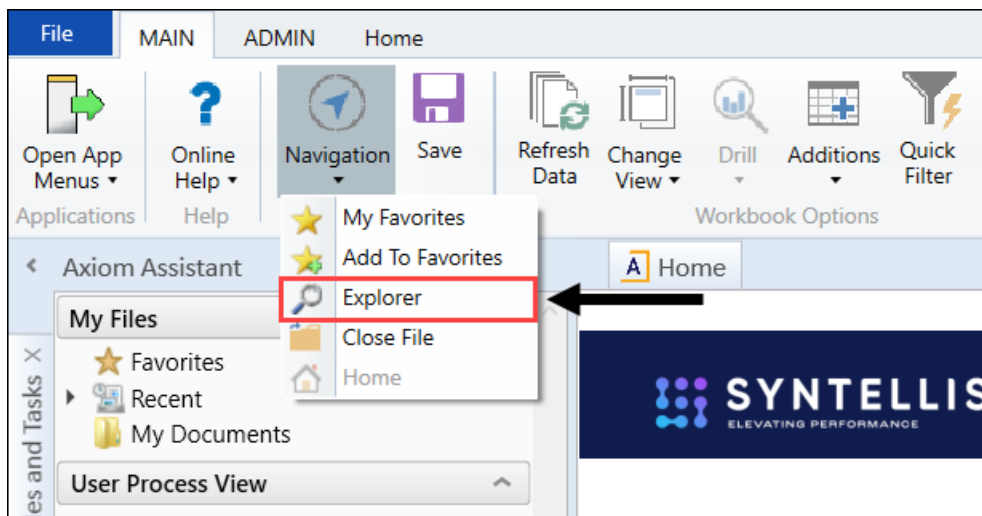 File MAIN ADMIN Home
Open App Menus
Online Help
Navigation
Save
Refresh Data
Change View
Drill
Additions
Quick Filter
Applications
Help
Workbook Options
My Favorites
Add To Favorites
Explorer
Close File
Home
Axiom Assistant
A Home
My Files
Favorites
Recent
My Documents
User Process View
es and Tasks
SYNTELLIS
ELEVATING PERFORMANCE